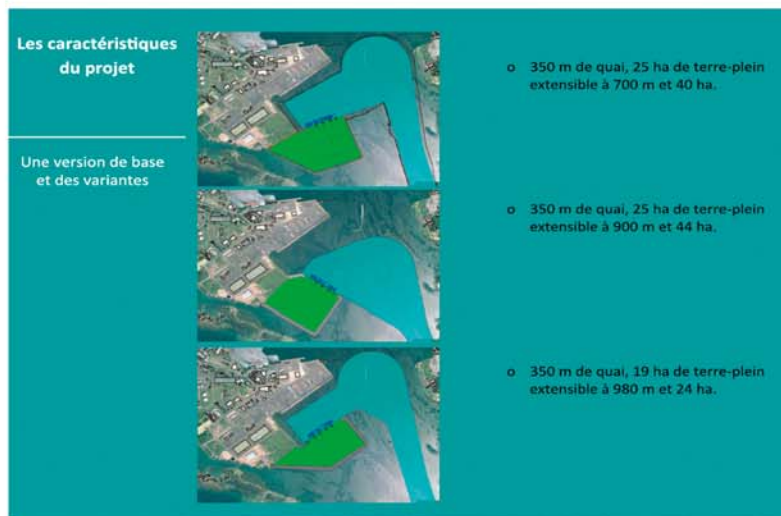 Les caractéristiques
du projet
Une version de base
et des variantes
o 350 m de quai, 25 ha de terre-plein
extensible à 700 m et 40 ha.
o 350 m de quai, 25 ha de terre-plein
extensible à 900 m et 44 ha.
o 350 m de quai, 19 ha de terre-plein
extensible à 980 m et 24 ha.